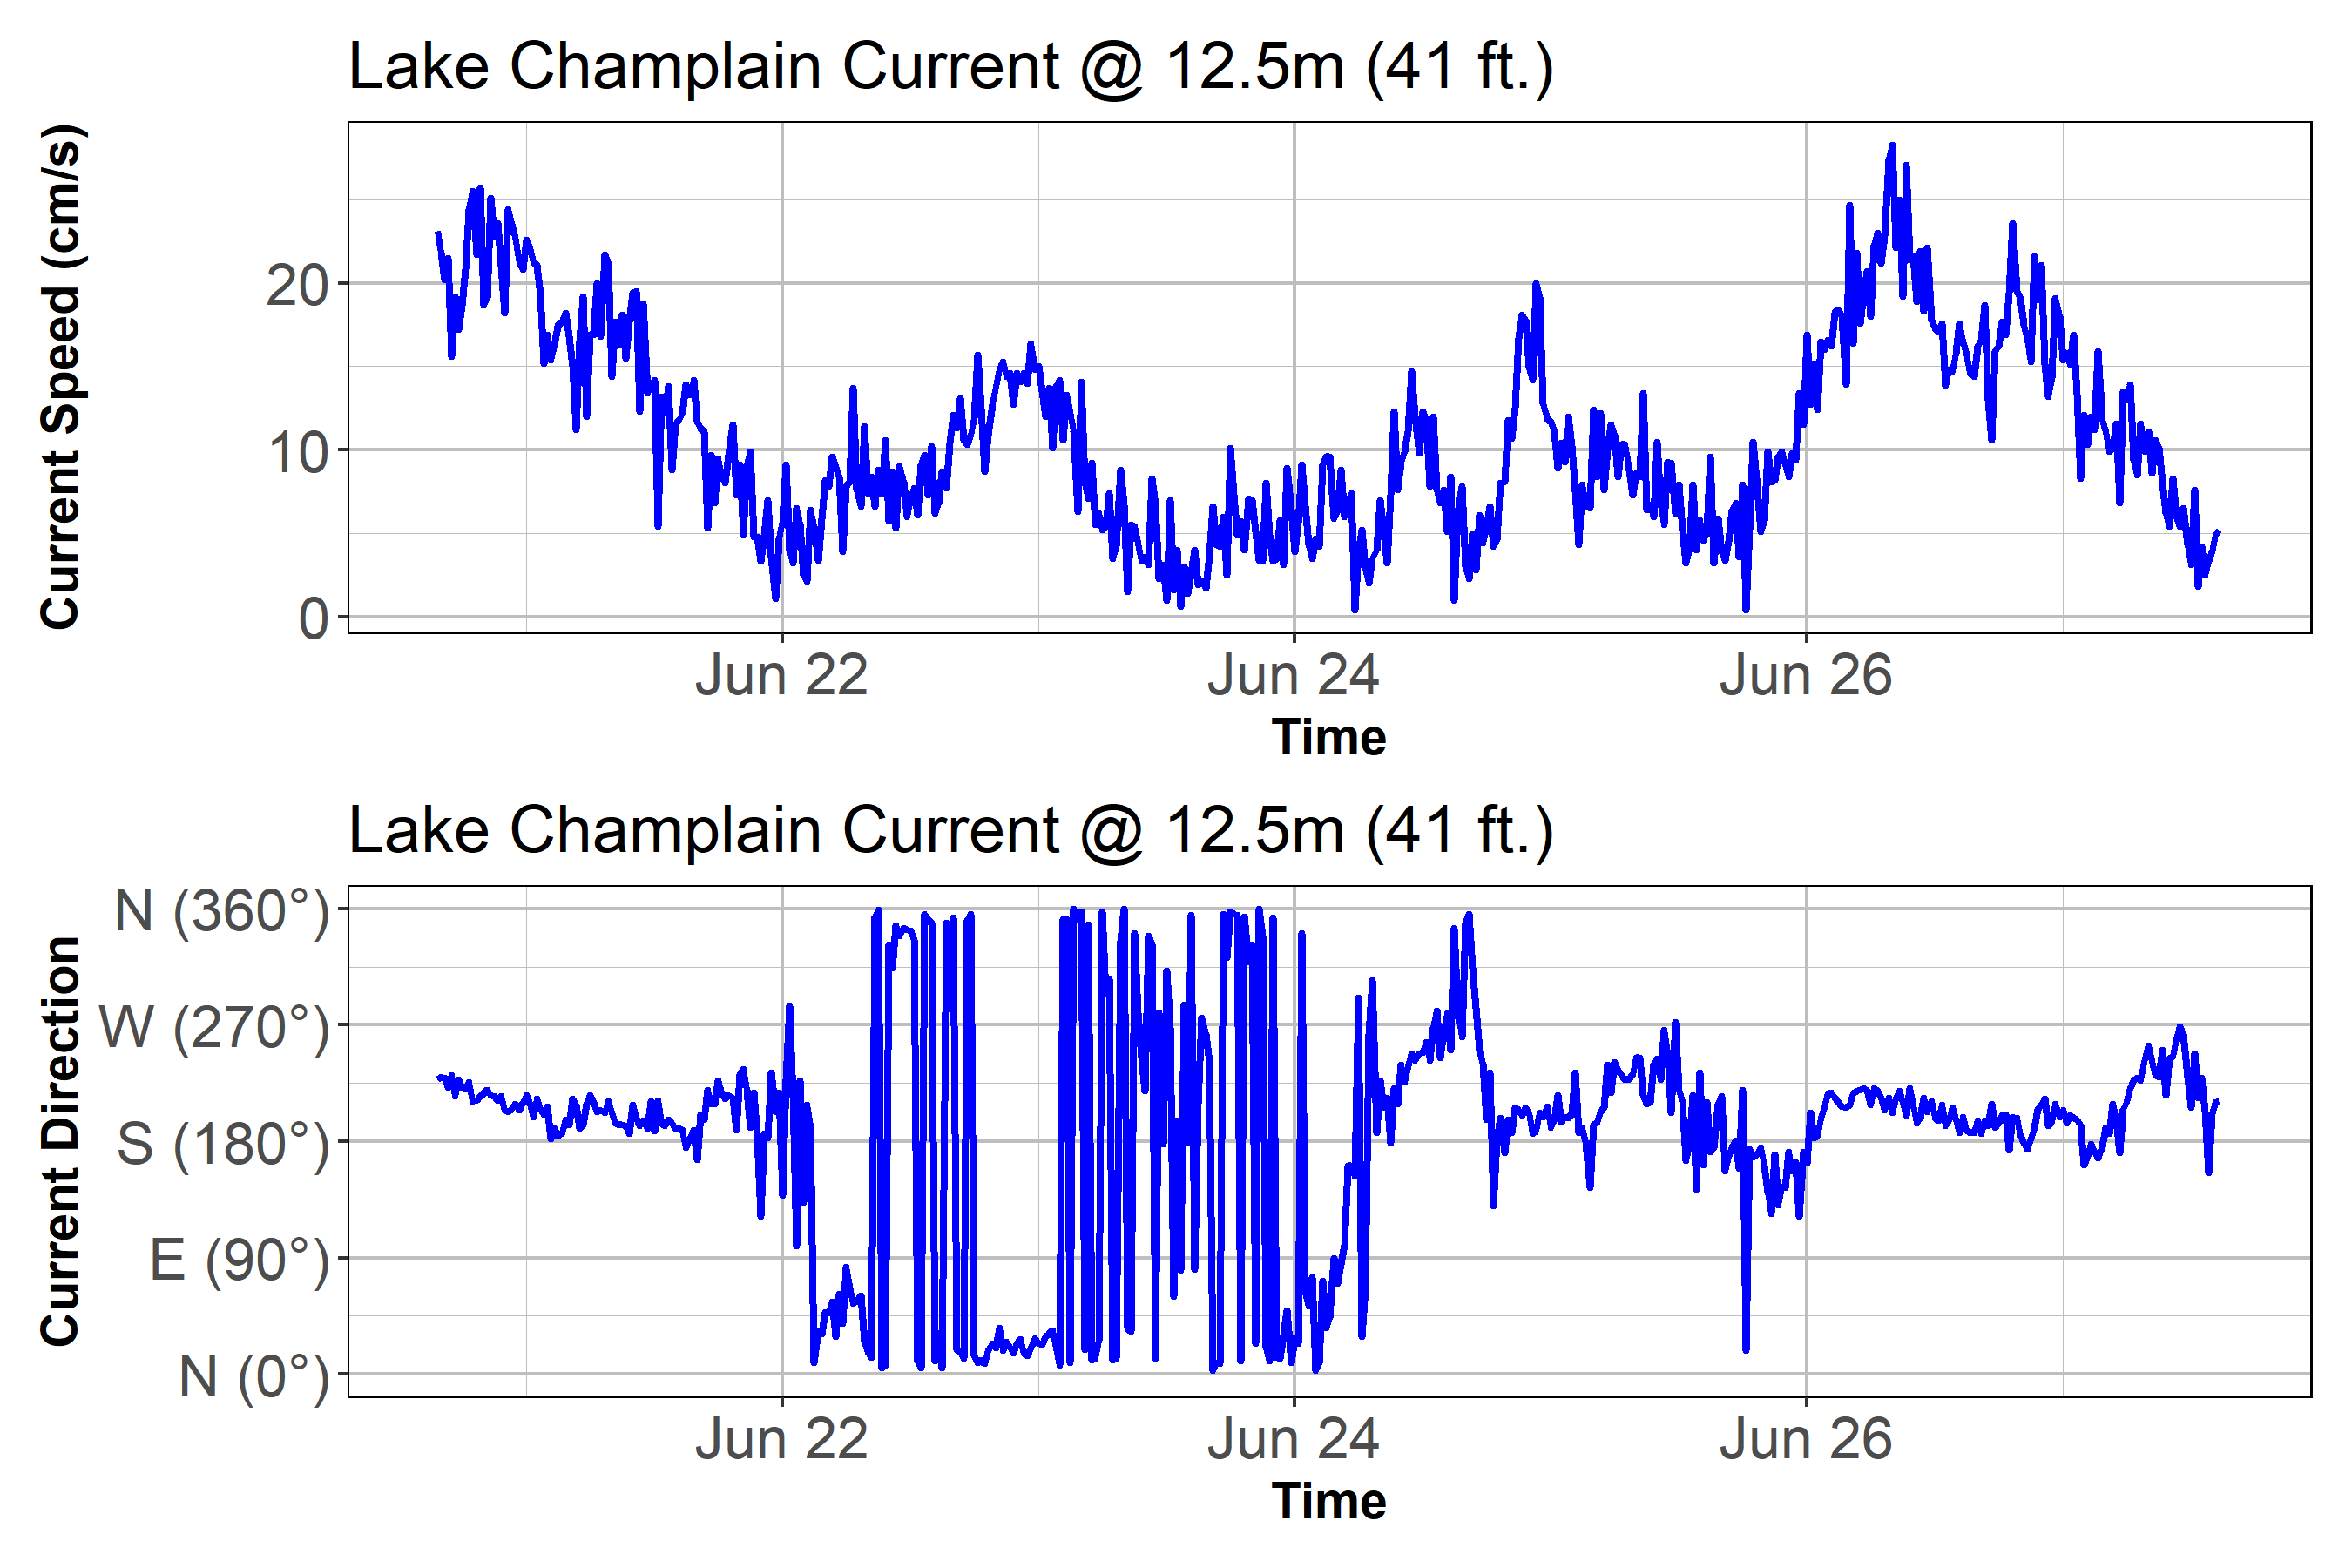 Lake Champlain Current @ 12.5m (41 ft.)
Current Speed (cm/s)
20
10
0
Jun 22 Jun 24 Jun 26
Time
Lake Champlain Current @ 12.5m (41 ft.)
Current Direction
N (360°)
W (270°)
S (180°)
E (90°)
N (0°)
Jun 22 Jun 24 Jun 26
Time